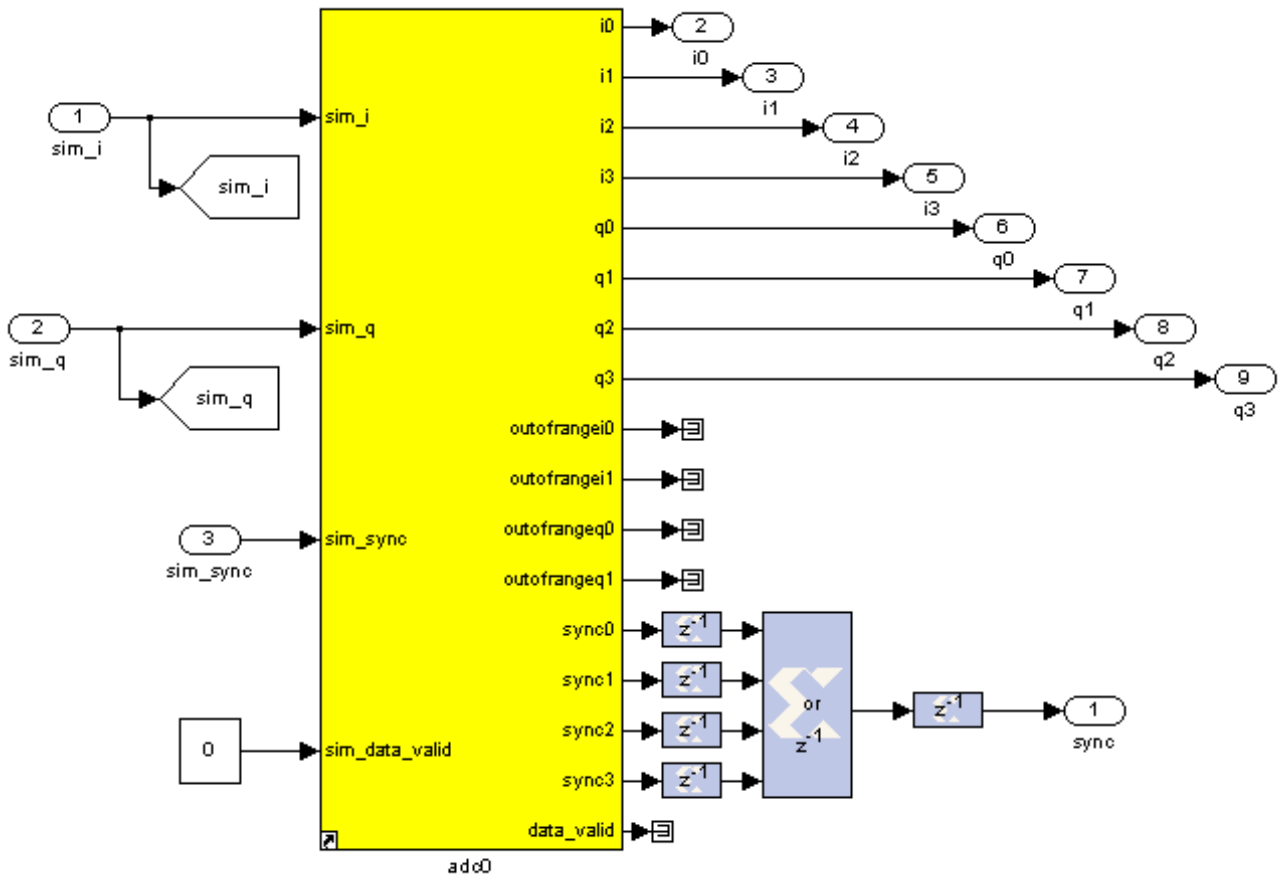 i0
2
i0
i1
3
i1
1
sim_i
sim_i
sim_i
i2
4
i2
i3
5
i3
q0
6
q0
q1
7
q1
2
sim_q
sim_q
sim_q
q2
8
q2
q3
9
q3
outofrangei0
outofrangei1
outofrangeq0
outofrangeq1
3
sim_sync
sim_sync
sync0
z-1
sync1
z-1
sync2
z-1
sync3
z-1
or
z-1
z-1
1
sync
0
sim_data_valid
data_valid
adc0